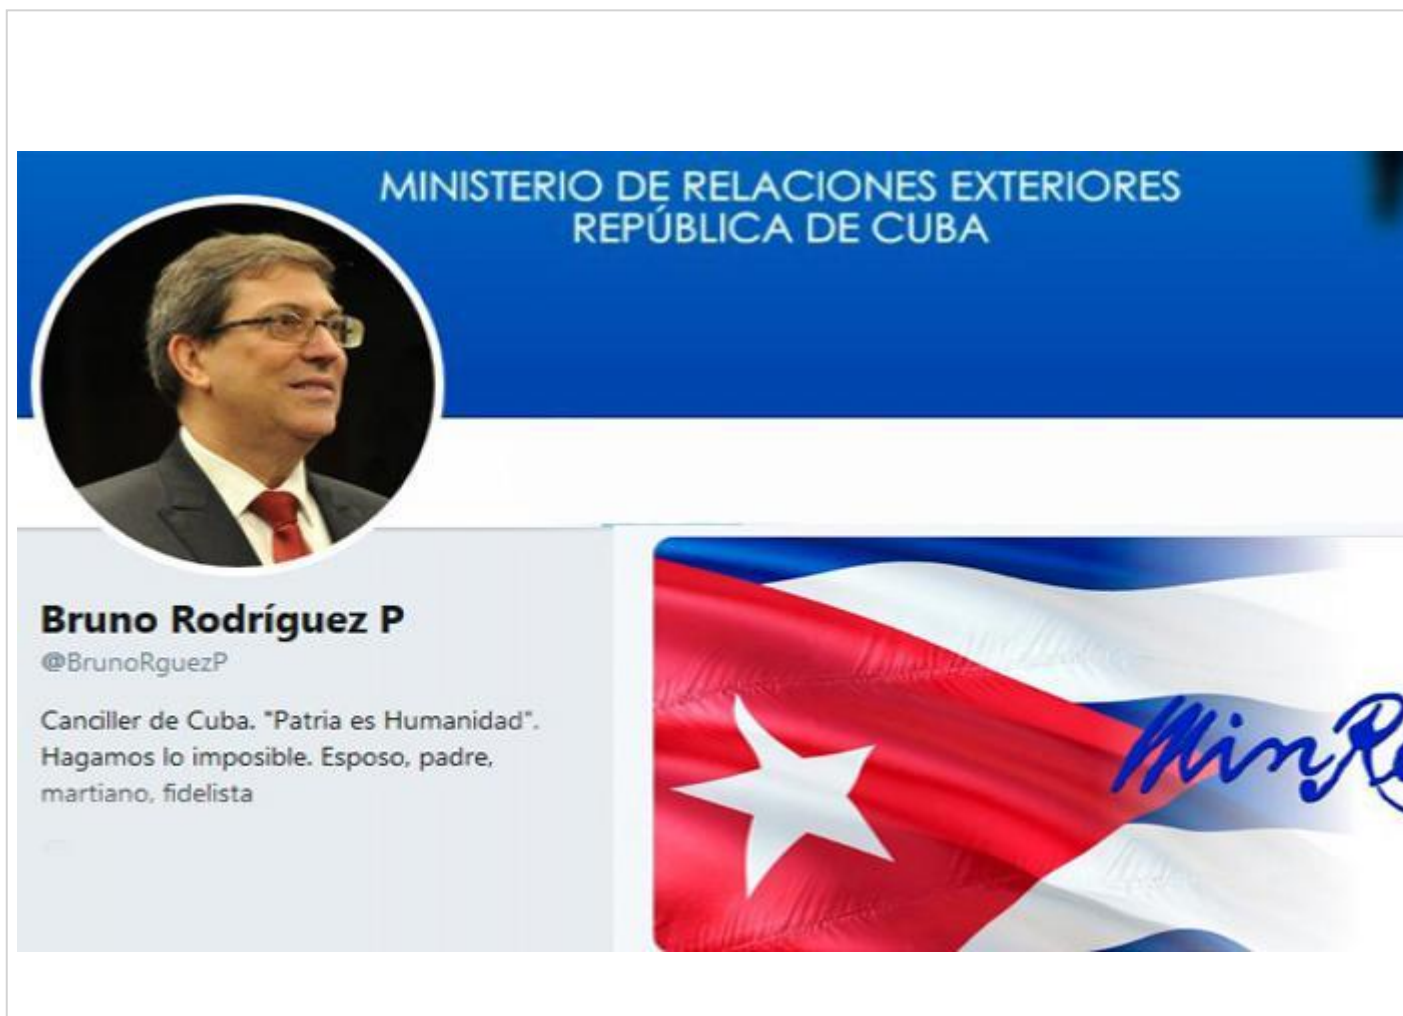 MINISTERIO DE RELACIONES EXTERIORES
REPÚBLICA DE CUBA
Bruno Rodríguez P
@BrunoRguezP
Canciller de Cuba. "Patria es Humanidad".
Hagamos lo imposible. Esposo, padre,
martiano, fidelista
MinRe